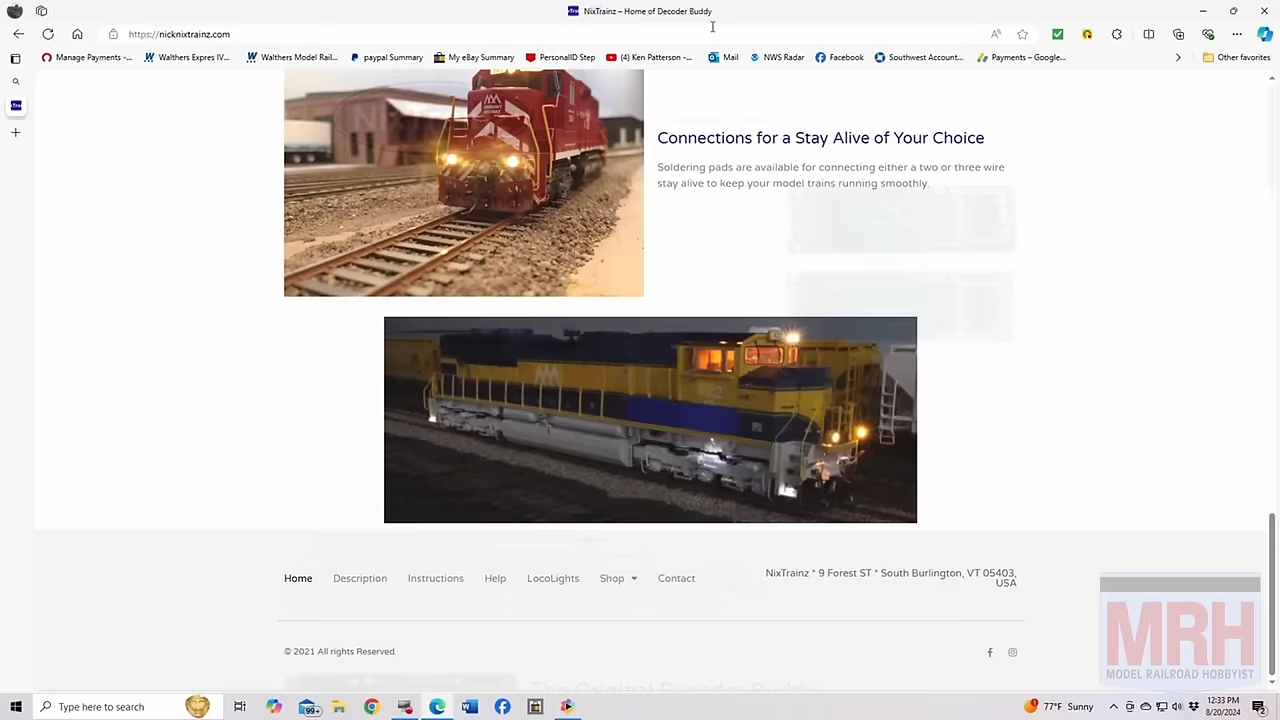 NixTrainz – Home of Decoder Buddy
https://nicknixtrainz.com
Manage Payments -...
Walthers Expres IV...
Walthers Model Rail...
paypal Summary
My eBay Summary
PersonalID Step
(4) Ken Patterson -...
Mail
NWS Radar
Facebook
Southwest Account...
Payments – Google...
Other favorites
Connections for a Stay Alive of Your Choice
Soldering pads are available for connecting either a two or three wire
stay alive to keep your model trains running smoothly.
Home
Description
Instructions
Help
LocoLights
Shop
Contact
NixTrainz * 9 Forest ST * South Burlington, VT 05403,
USA
© 2021 All rights Reserved.
MRH
MODEL RAILROAD HOBBYIST
Type here to search
99+
77°F Sunny
12:33 PM
8/20/2024